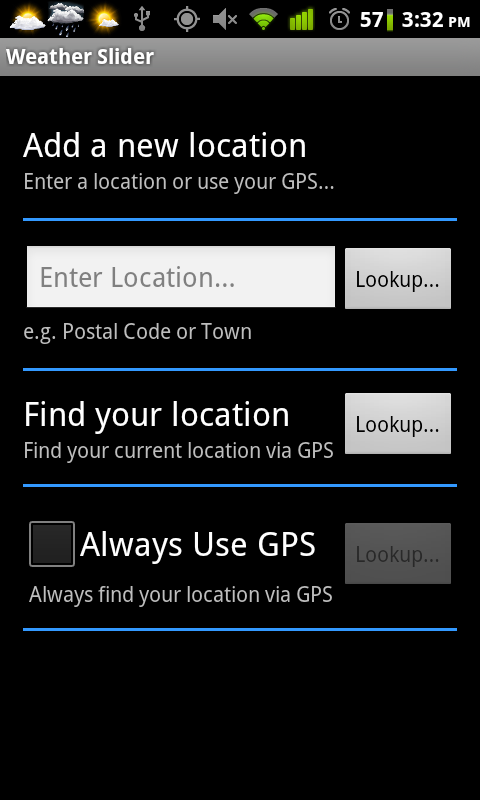 57 3:32 PM
Weather Slider
Add a new location
Enter a location or use your GPS...
Enter Location... Lookup...
e.g. Postal Code or Town
Find your location Lookup...
Find your current location via GPS
Always Use GPS Lookup...
Always find your location via GPS